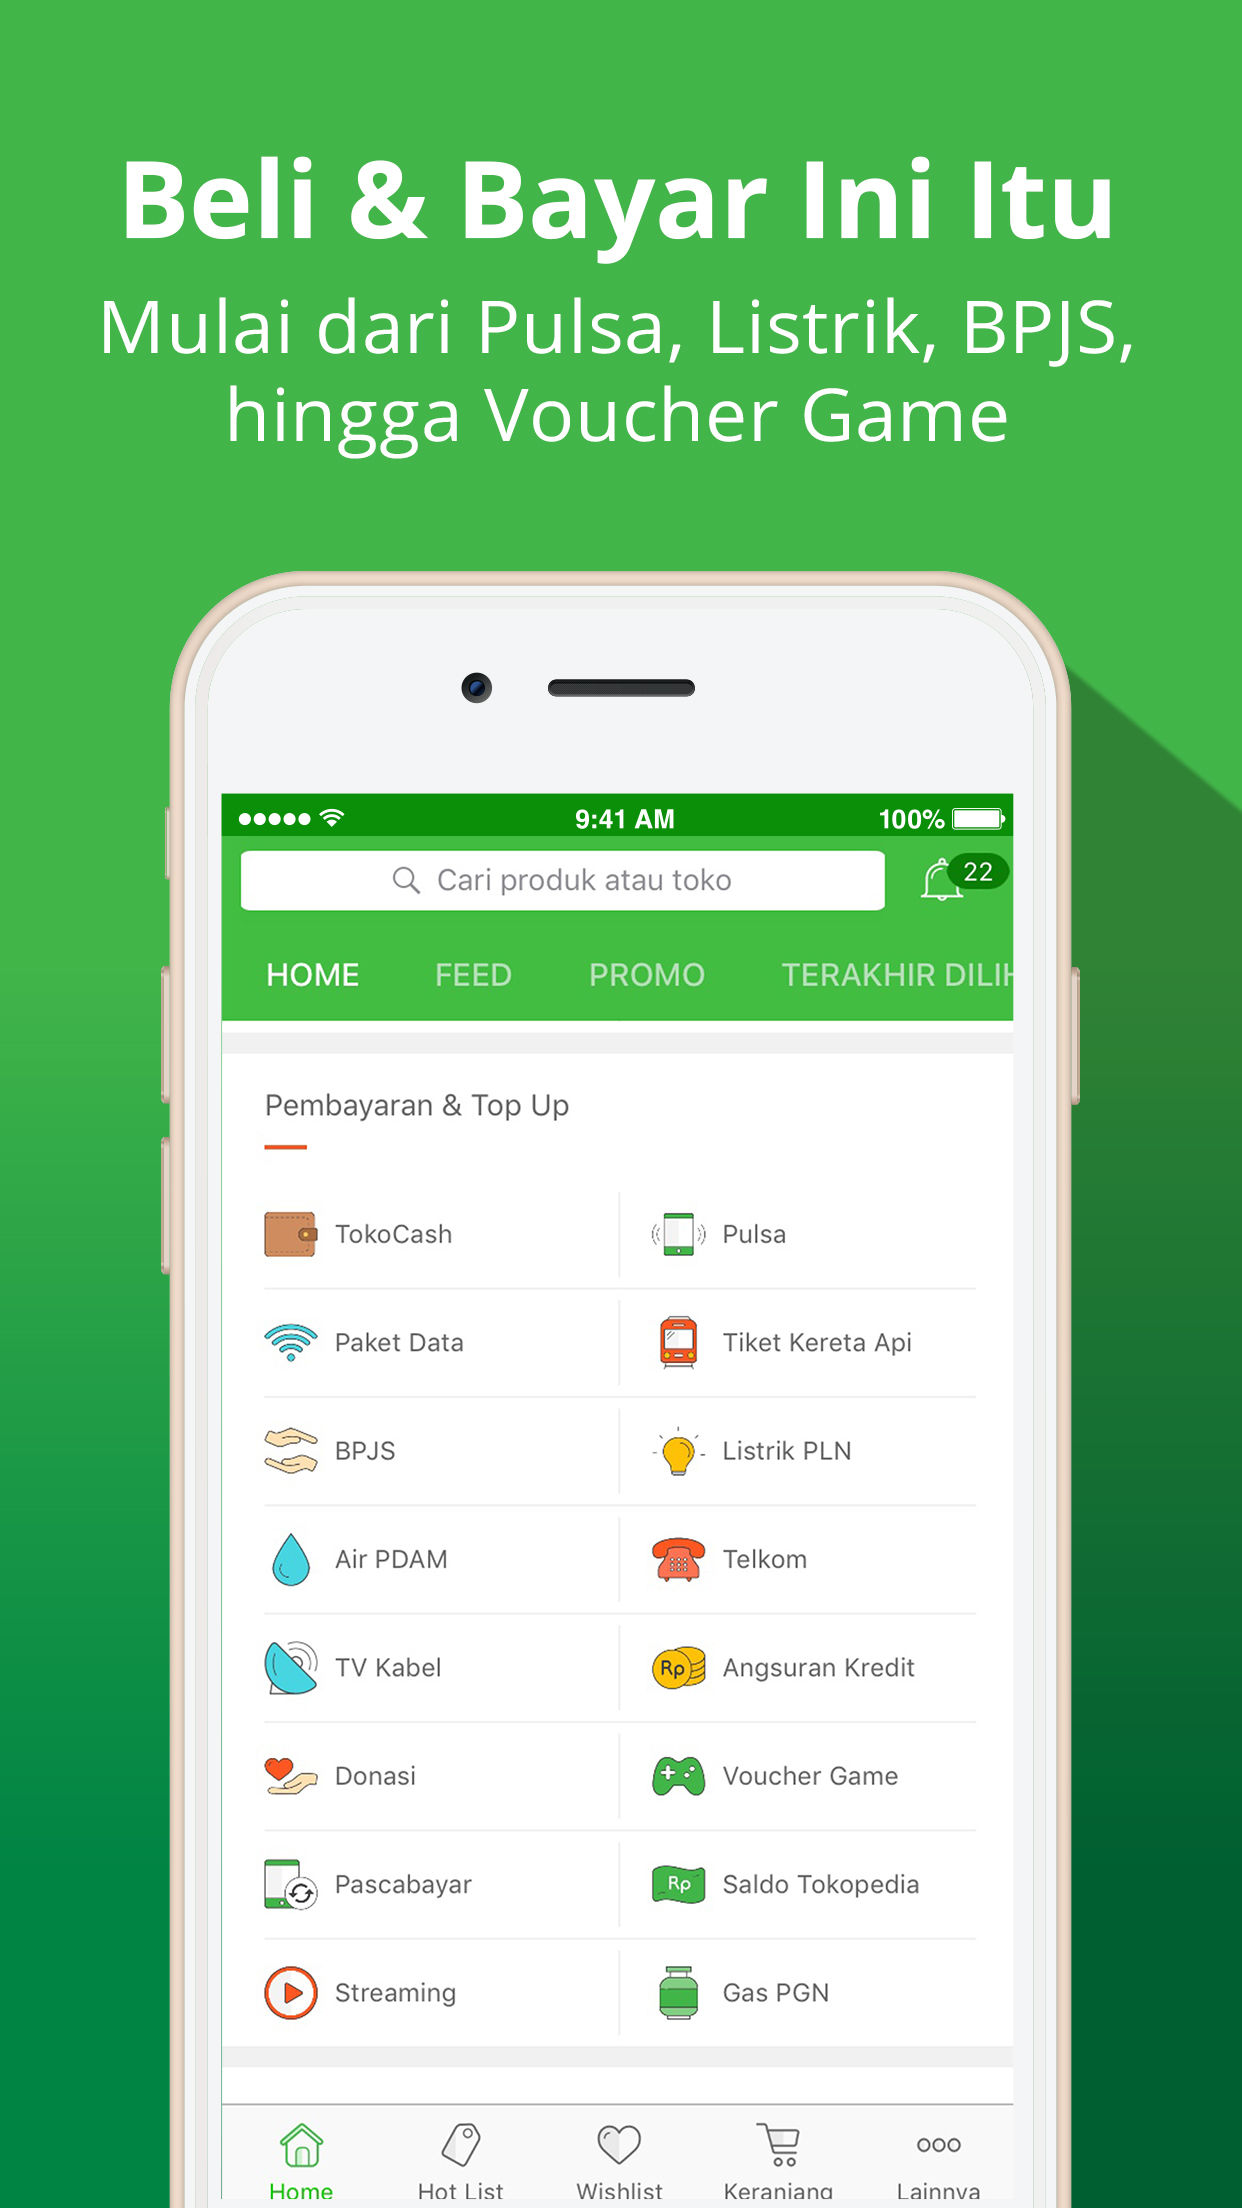 Beli & Bayar Ini Itu
Mulai dari Pulsa, Listrik, BPJS,
hingga Voucher Game
9:41 AM
100%
Cari produk atau toko
22
HOME FEED PROMO TERAKHIR DILIH
Pembayaran & Top Up
TokoCash Pulsa
Paket Data Tiket Kereta Api
BPJS Listrik PLN
Air PDAM Telkom
TV Kabel Rp Angsuran Kredit
Donasi Voucher Game
Pascabayar Rp Saldo Tokopedia
Streaming Gas PGN
Home Hot List Wishlist Keranjang Lainnya